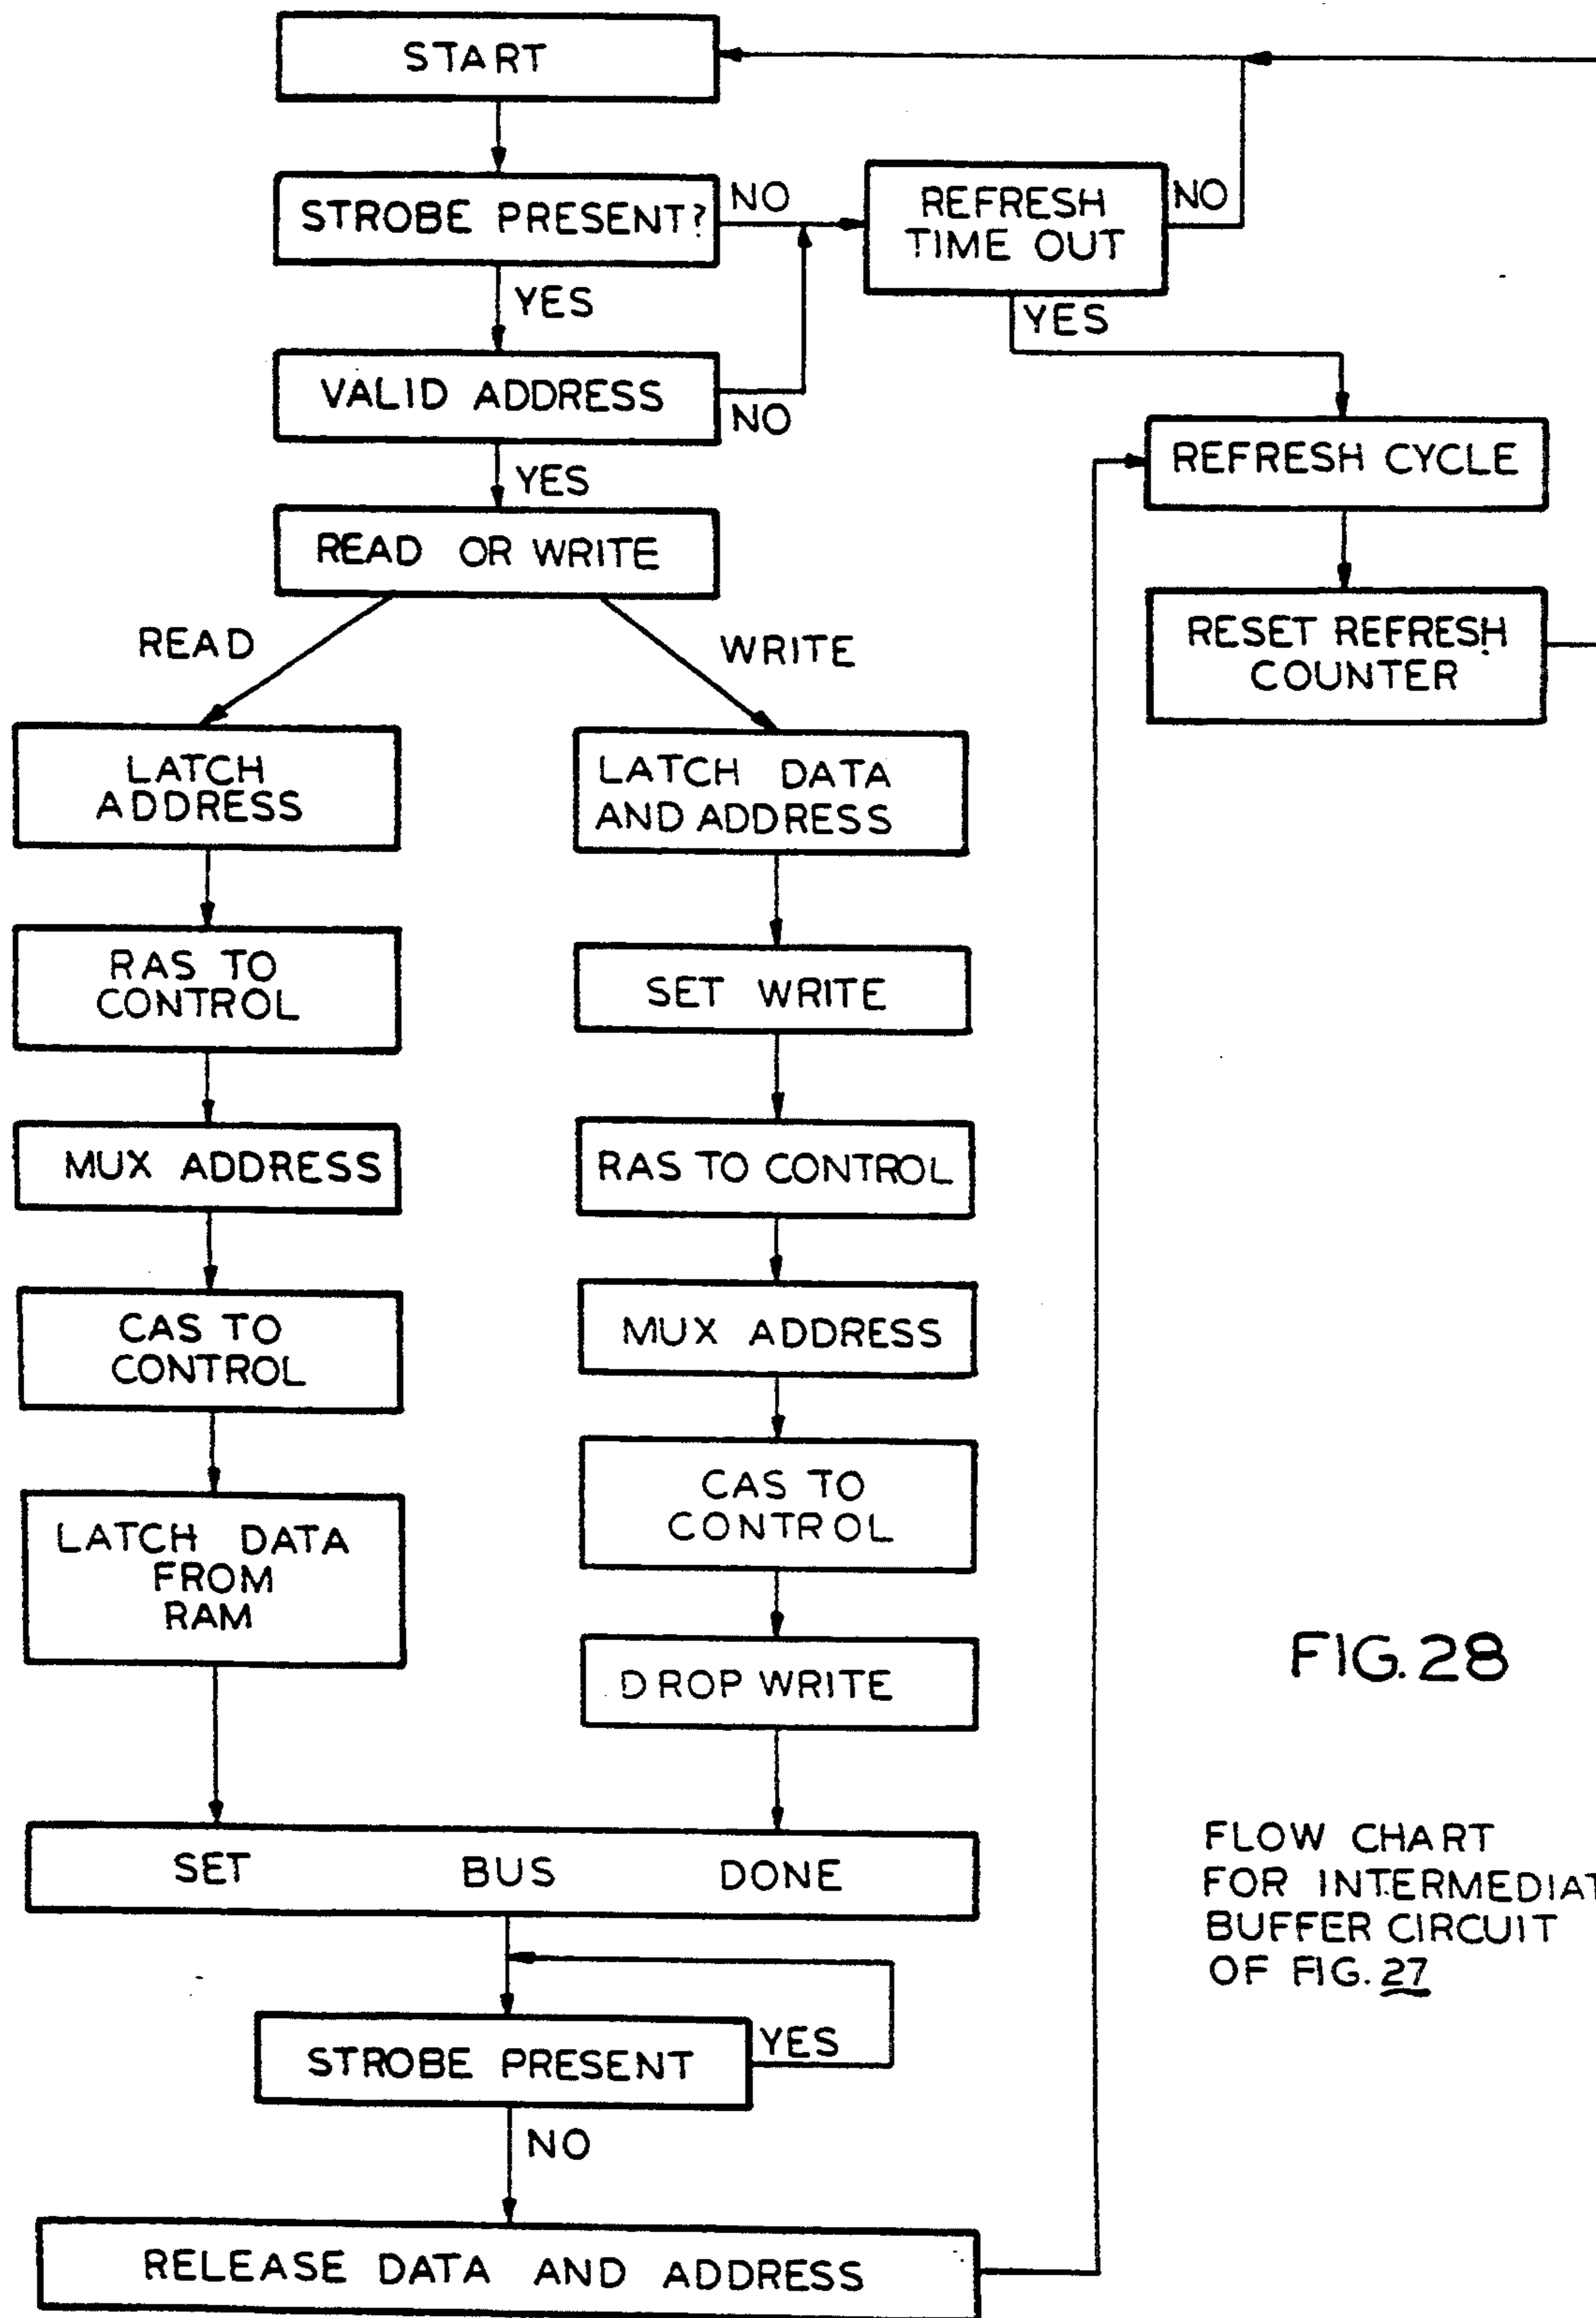 START
STROBE PRESENT?
NO
REFRESH
TIME OUT
NO
YES
YES
VALID ADDRESS
NO
YES
REFRESH CYCLE
READ OR WRITE
RESET REFRESH
COUNTER
READ
WRITE
LATCH
ADDRESS
RAS TO
CONTROL
MUX ADDRESS
CAS TO
CONTROL
LATCH DATA
FROM
RAM
LATCH DATA
AND ADDRESS
SET WRITE
RAS TO CONTROL
MUX ADDRESS
CAS TO
CONTROL
DROP WRITE
SET BUS DONE
STROBE PRESENT
YES
NO
RELEASE DATA AND ADDRESS
FIG. 28
FLOW CHART
FOR INTERMEDIAT
BUFFER CIRCUIT
OF FIG. 27